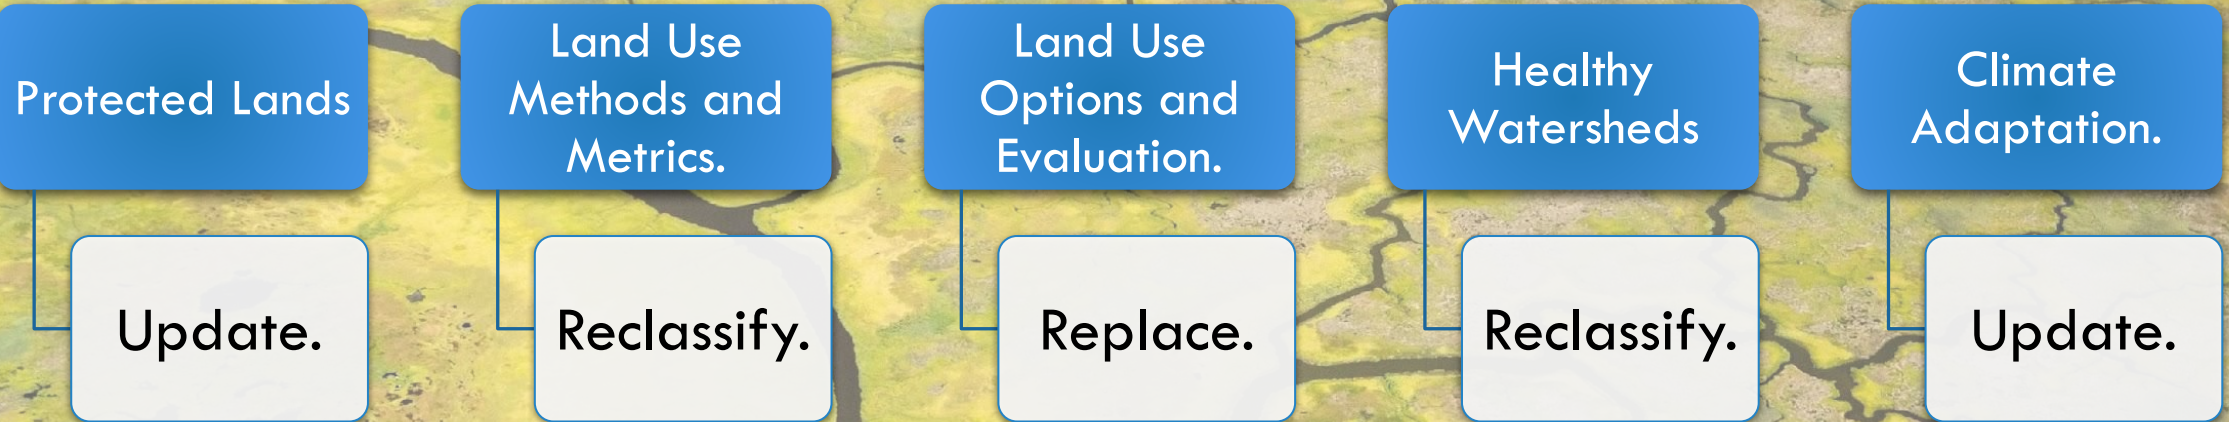 Protected Lands
Land Use
Methods and
Metrics.
Land Use
Options and
Evaluation.
Healthy
Watersheds
Climate
Adaptation.
Update.
Reclassify.
Replace.
Reclassify.
Update.